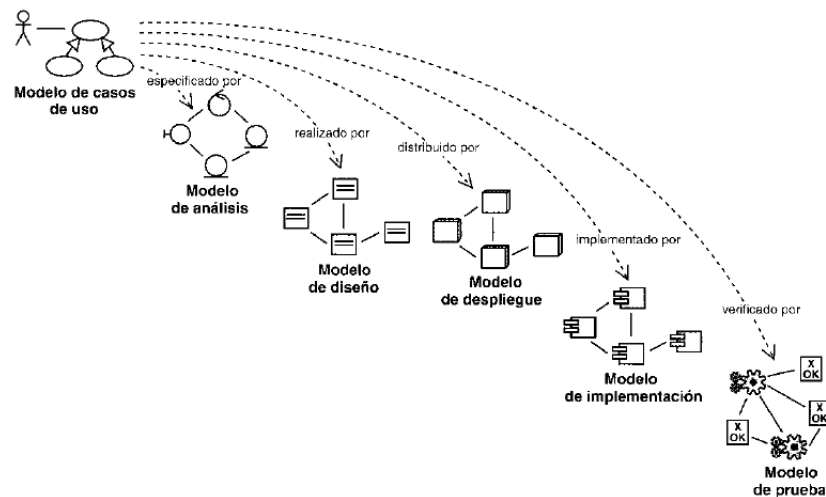 Modelo de casos
de uso
especificado por
Modelo
de análisis
realizado por
Modelo
de diseño
distribuido por
Modelo
de despliegue
implementado por
Modelo
de implementación
verificado por
X
OK
X
OK
X
OK
Modelo
de prueba